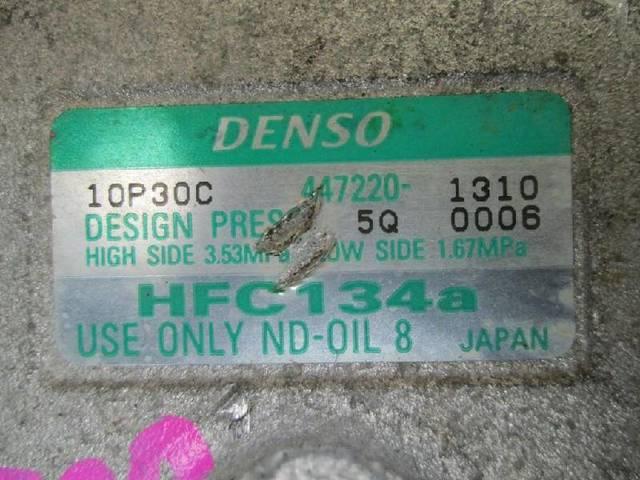 DENSO
10P30C 447220- 1310
DESIGN PRES 5Q 0006
HIGH SIDE 3.53MPa LOW SIDE 1.67MPa
HFC134a
USE ONLY ND-OIL 8 JAPAN